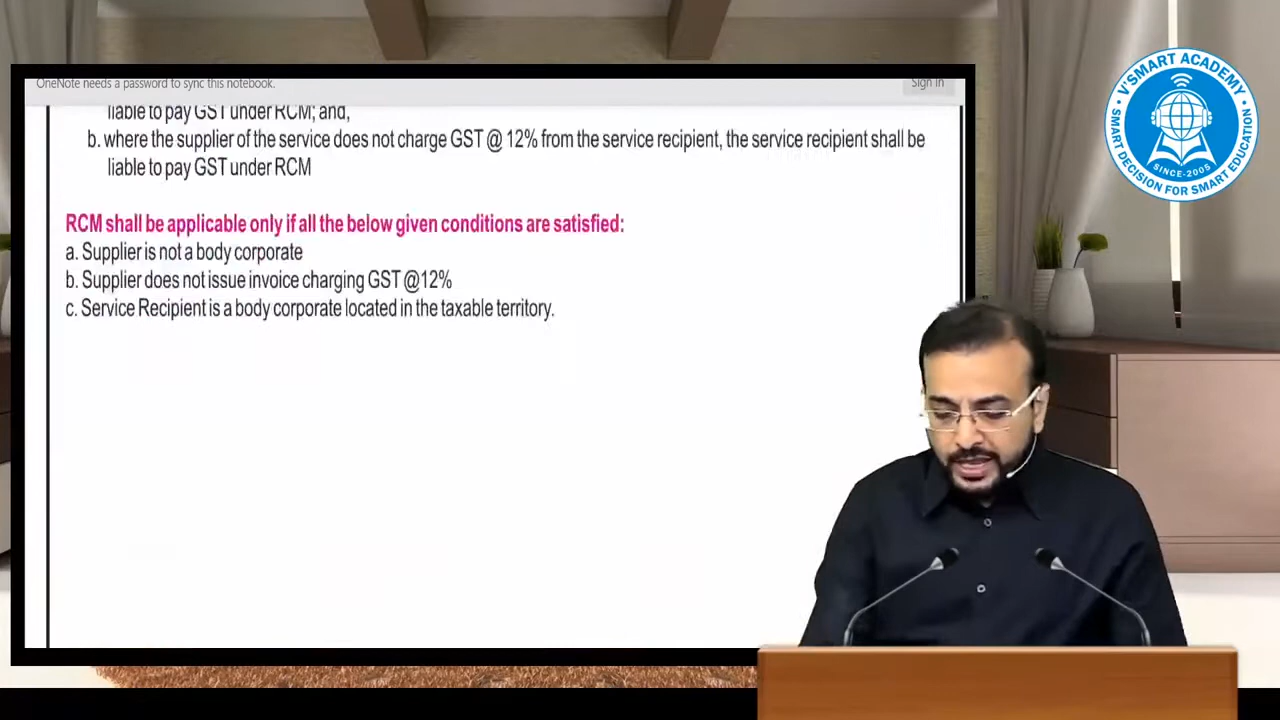 OneNote needs a password to sync this notebook.
Sign In
liable to pay GST under RCM; and,
b. where the supplier of the service does not charge GST @ 12% from the service recipient, the service recipient shall be
liable to pay GST under RCM
RCM shall be applicable only if all the below given conditions are satisfied:
a. Supplier is not a body corporate
b. Supplier does not issue invoice charging GST @12%
c. Service Recipient is a body corporate located in the taxable territory.
V'SMART ACADEMY
SINCE-2005
SMART DECISION FOR SMART EDUCATION